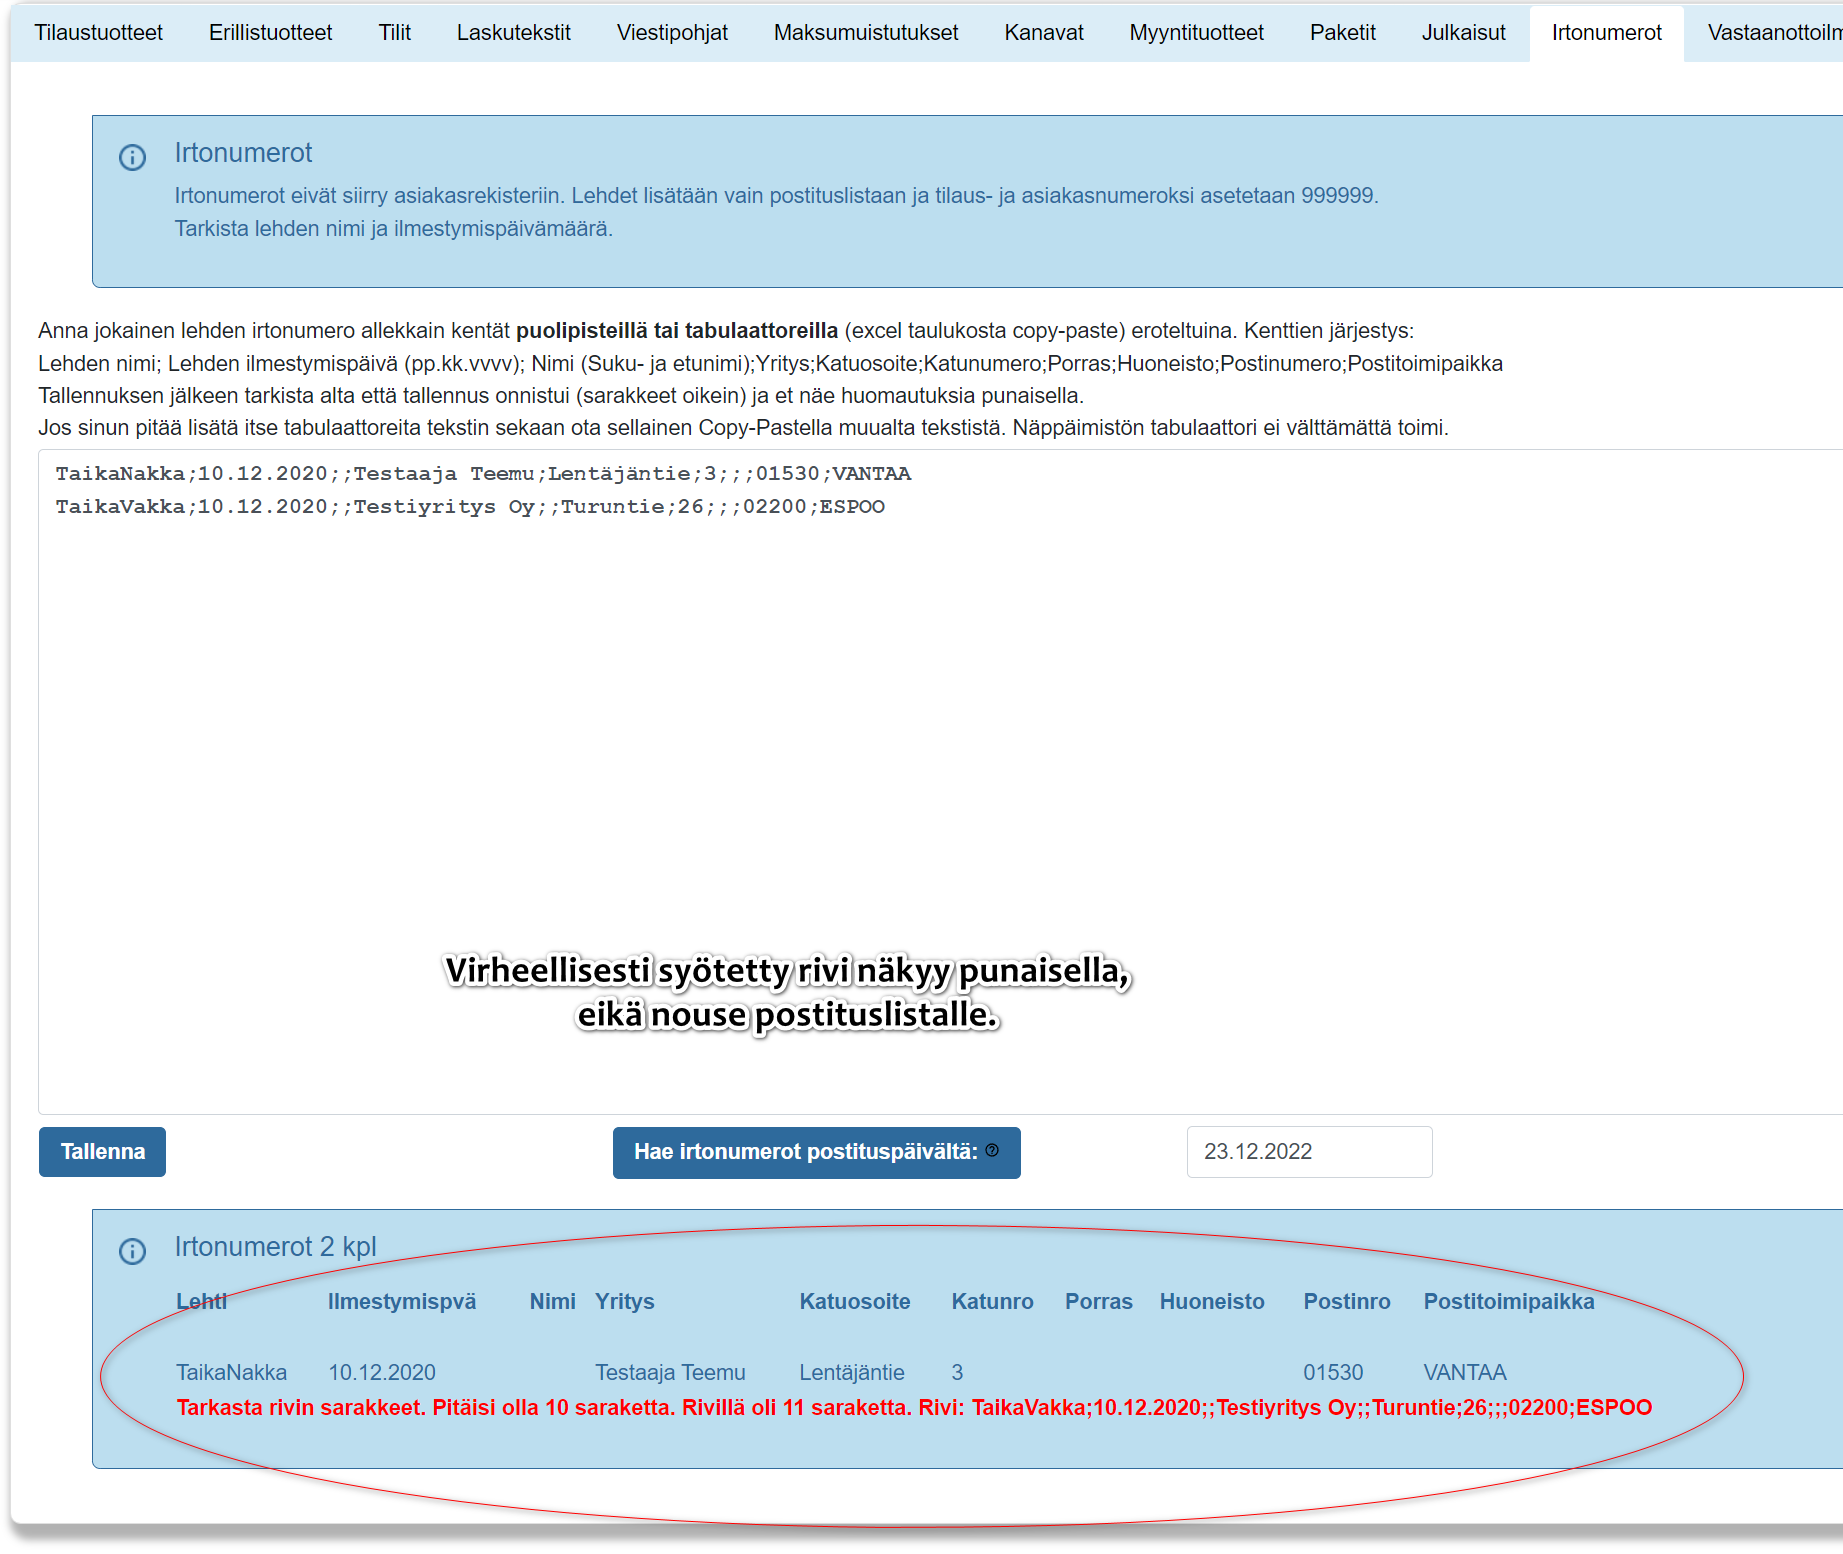 Tilaustuotteet Erillistuotteet Tilit Laskutekstit Viestipohjat Maksumuistutukset Kanavat Myyntituotteet Paketit Julkaisut Irtonumerot
Irtonumerot
Irtonumerot eivät siirry asiakasrekisteriin. Lehdet lisätään vain postituslistaan ja tilaus- ja asiakasnumeroksi asetetaan 999999.
Tarkista lehden nimi ja ilmestymispäivämäärä.
Anna jokainen lehden irtonumero allekkain kentät puolipisteillä tai tabulaattoreilla (excel taulukosta copy-paste) eroteltuina. Kenttien järjestys:
Lehden nimi; Lehden ilmestymispäivä (pp.kk.vvvv); Nimi (Suku- ja etunimi);Yritys;Katuosoite;Katunumero;Porras;Huoneisto;Postinumero;Postitoimipaikka
Tallennuksen jälkeen tarkista alta että tallennus onnistui (sarakkeet oikein) ja et näe huomautuksia punaisella.
Jos sinun pitää lisätä itse tabulaattoreita tekstin sekaan ota sellainen Copy-Pastella muualta tekstistä. Näppäimistön tabulaattori ei välttämättä toimi.
TaikaNakka;10.12.2020;;Testaaja Teemu;Lentäjäntie;3;;;01530;VANTAA
TaikaVakka;10.12.2020;;Testiyritys Oy;;Turuntie;26;;;02200;ESPOO
Virheellisesti syötetty rivi näkyy punaisella,
eikä nouse postituslistalle.
Tallenna Hae irtonumerot postituspäivältä: 23.12.2022
Irtonumerot 2 kpl
Lehti Ilmestymispvä Nimi Yritys Katuosoite Katunro Porras Huoneisto Postinro Postitoimipaikka
TaikaNakka 10.12.2020 Testaaja Teemu Lentäjäntie 3 01530 VANTAA
Tarkasta rivin sarakkeet. Pitäisi olla 10 saraketta. Rivillä oli 11 saraketta. Rivi: TaikaVakka;10.12.2020;;Testiyritys Oy;;Turuntie;26;;;02200;ESPOO